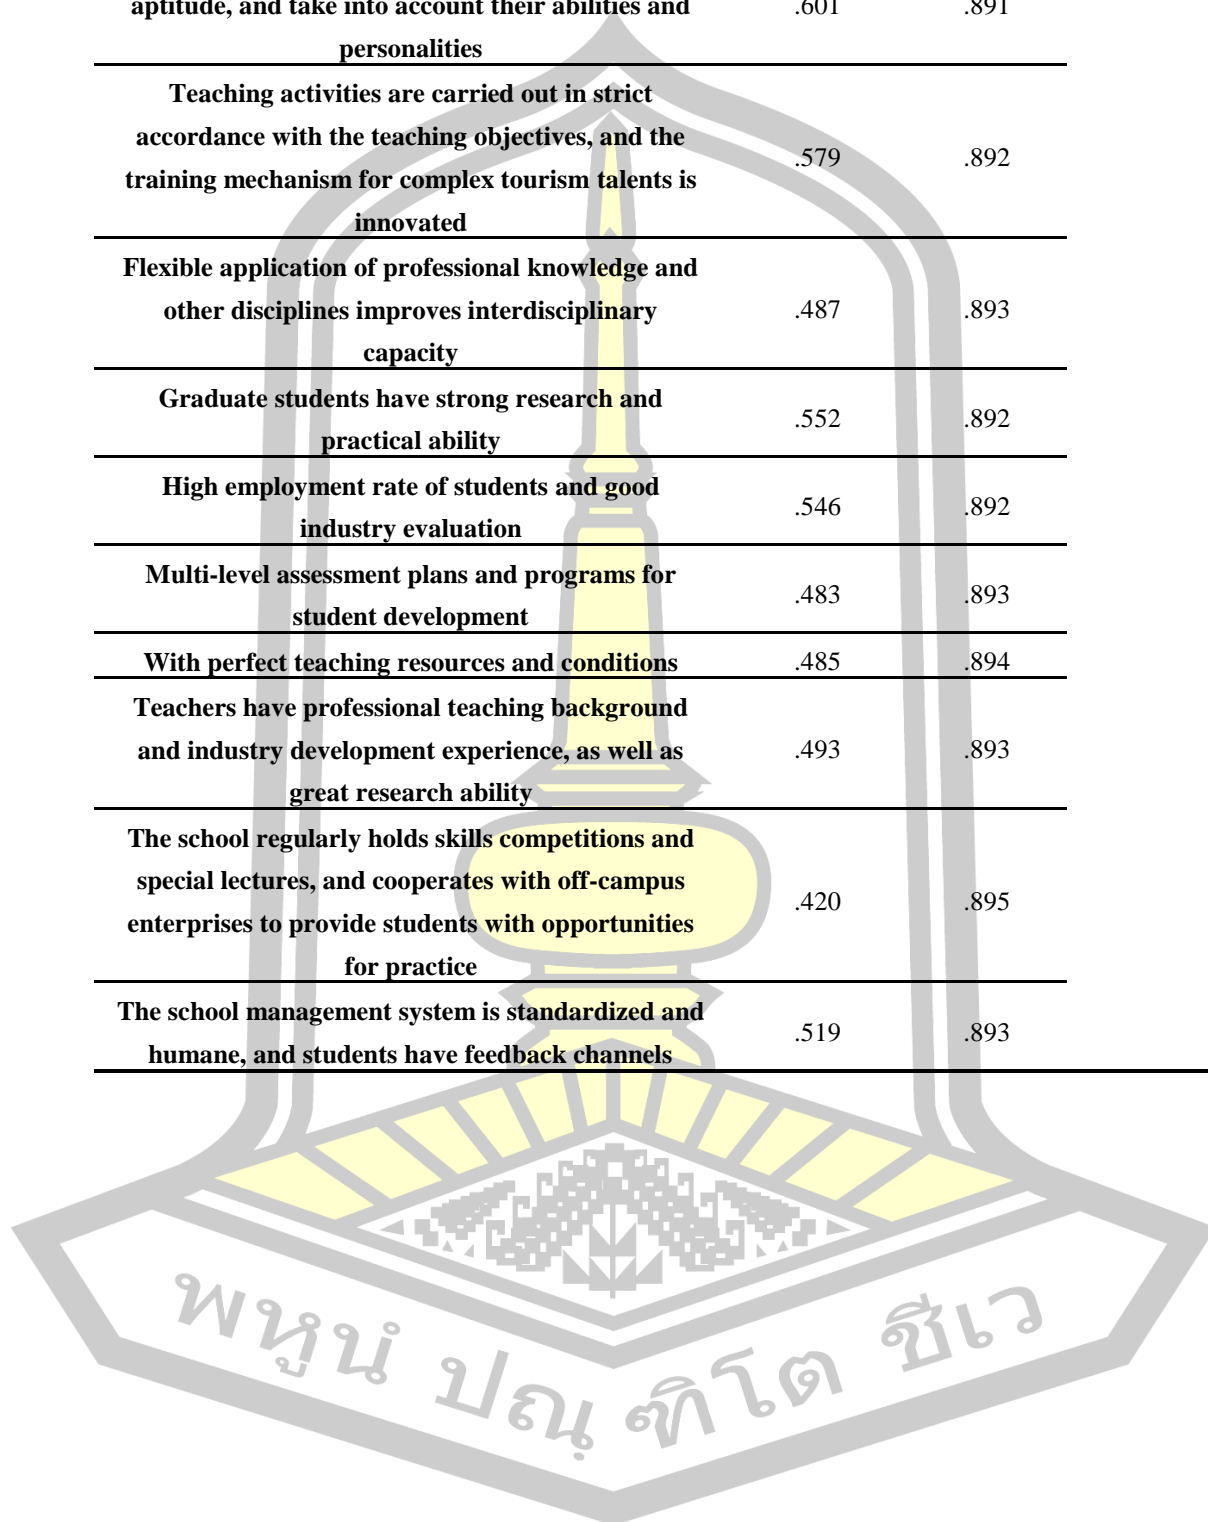 aptitude, and take into account their abilities and .601 .891
personalities
Teaching activities are carried out in strict
accordance with the teaching objectives, and the
training mechanism for complex tourism talents is
innovated
.579 .892
Flexible application of professional knowledge and
other disciplines improves interdisciplinary
capacity
.487 .893
Graduate students have strong research and
practical ability
.552 .892
High employment rate of students and good
industry evaluation
.546 .892
Multi-level assessment plans and programs for
student development
.483 .893
With perfect teaching resources and conditions .485 .894
Teachers have professional teaching background
and industry development experience, as well as
great research ability
.493 .893
The school regularly holds skills competitions and
special lectures, and cooperates with off-campus
enterprises to provide students with opportunities
for practice
.420 .895
The school management system is standardized and
humane, and students have feedback channels
.519 .893
พหูนํ ปณฺฑิโต ชีเว